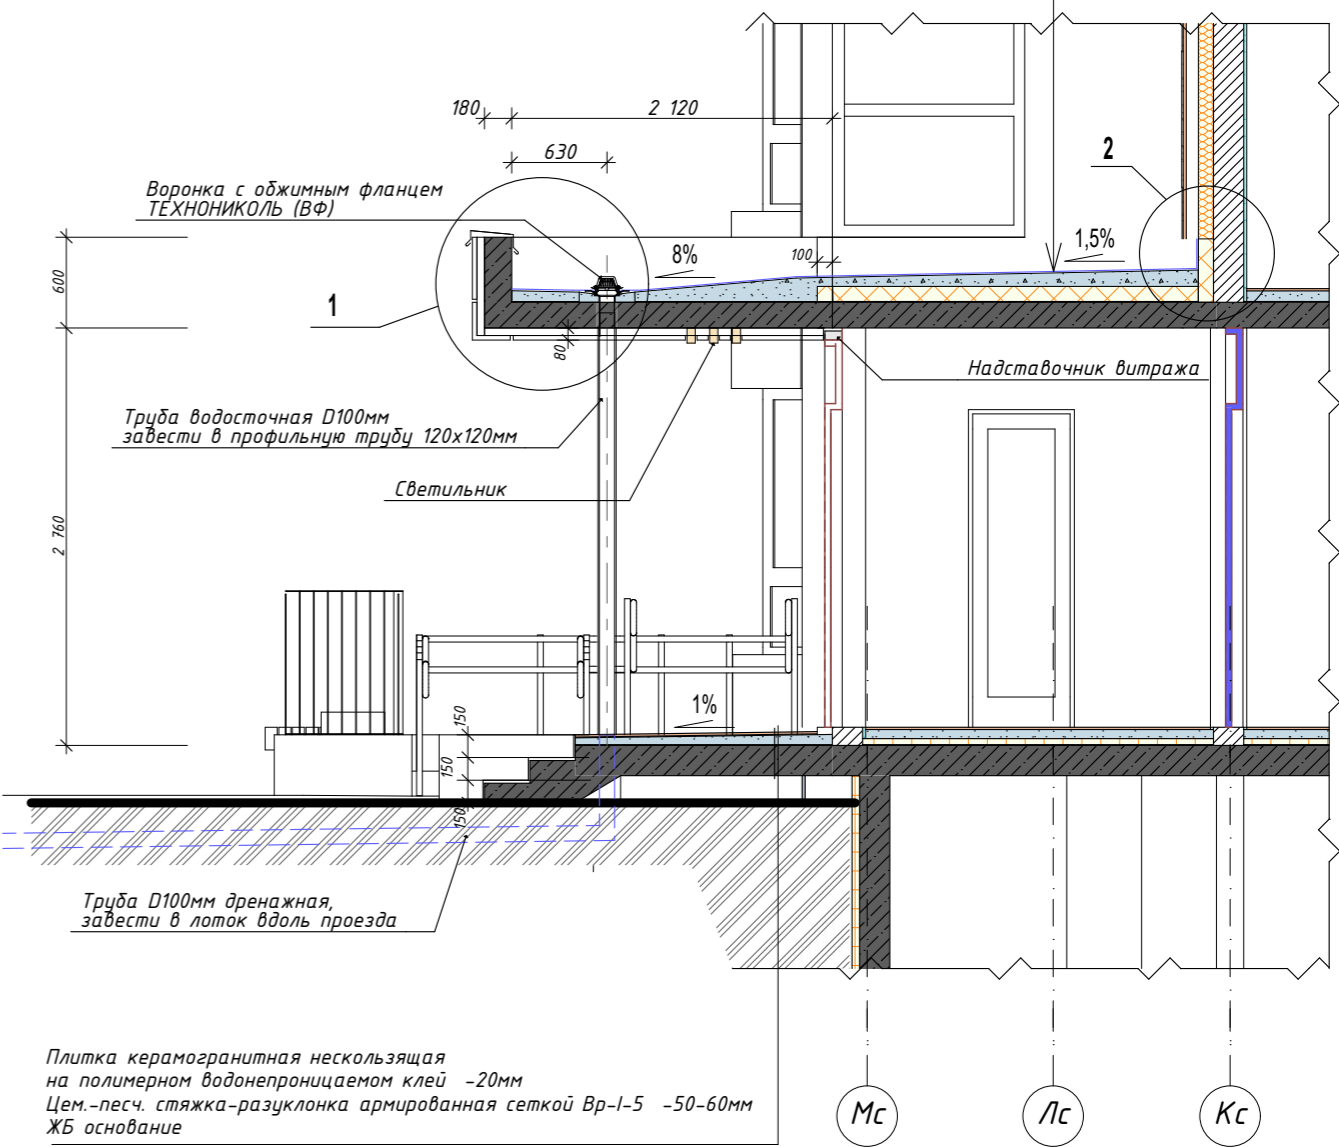 180
2 120
630
2
Воронка с обжимным фланцем
ТЕХНОНИКОЛЬ (ВФ)
600
8%
100
1,5%
1
80
Надставочник витража
Труба водосточная D100мм
завести в профильную трубу 120х120мм
Светильник
2 760
1%
150
150
150
Труба D100мм дренажная,
завести в лоток вдоль проезда
Плитка керамогранитная нескользящая
на полимерном водонепроницаемом клей -20мм
Цем.-песч. стяжка-разуклонка армированная сеткой Вр-I-5 -50-60мм
ЖБ основание
Мс
Лс
Кс